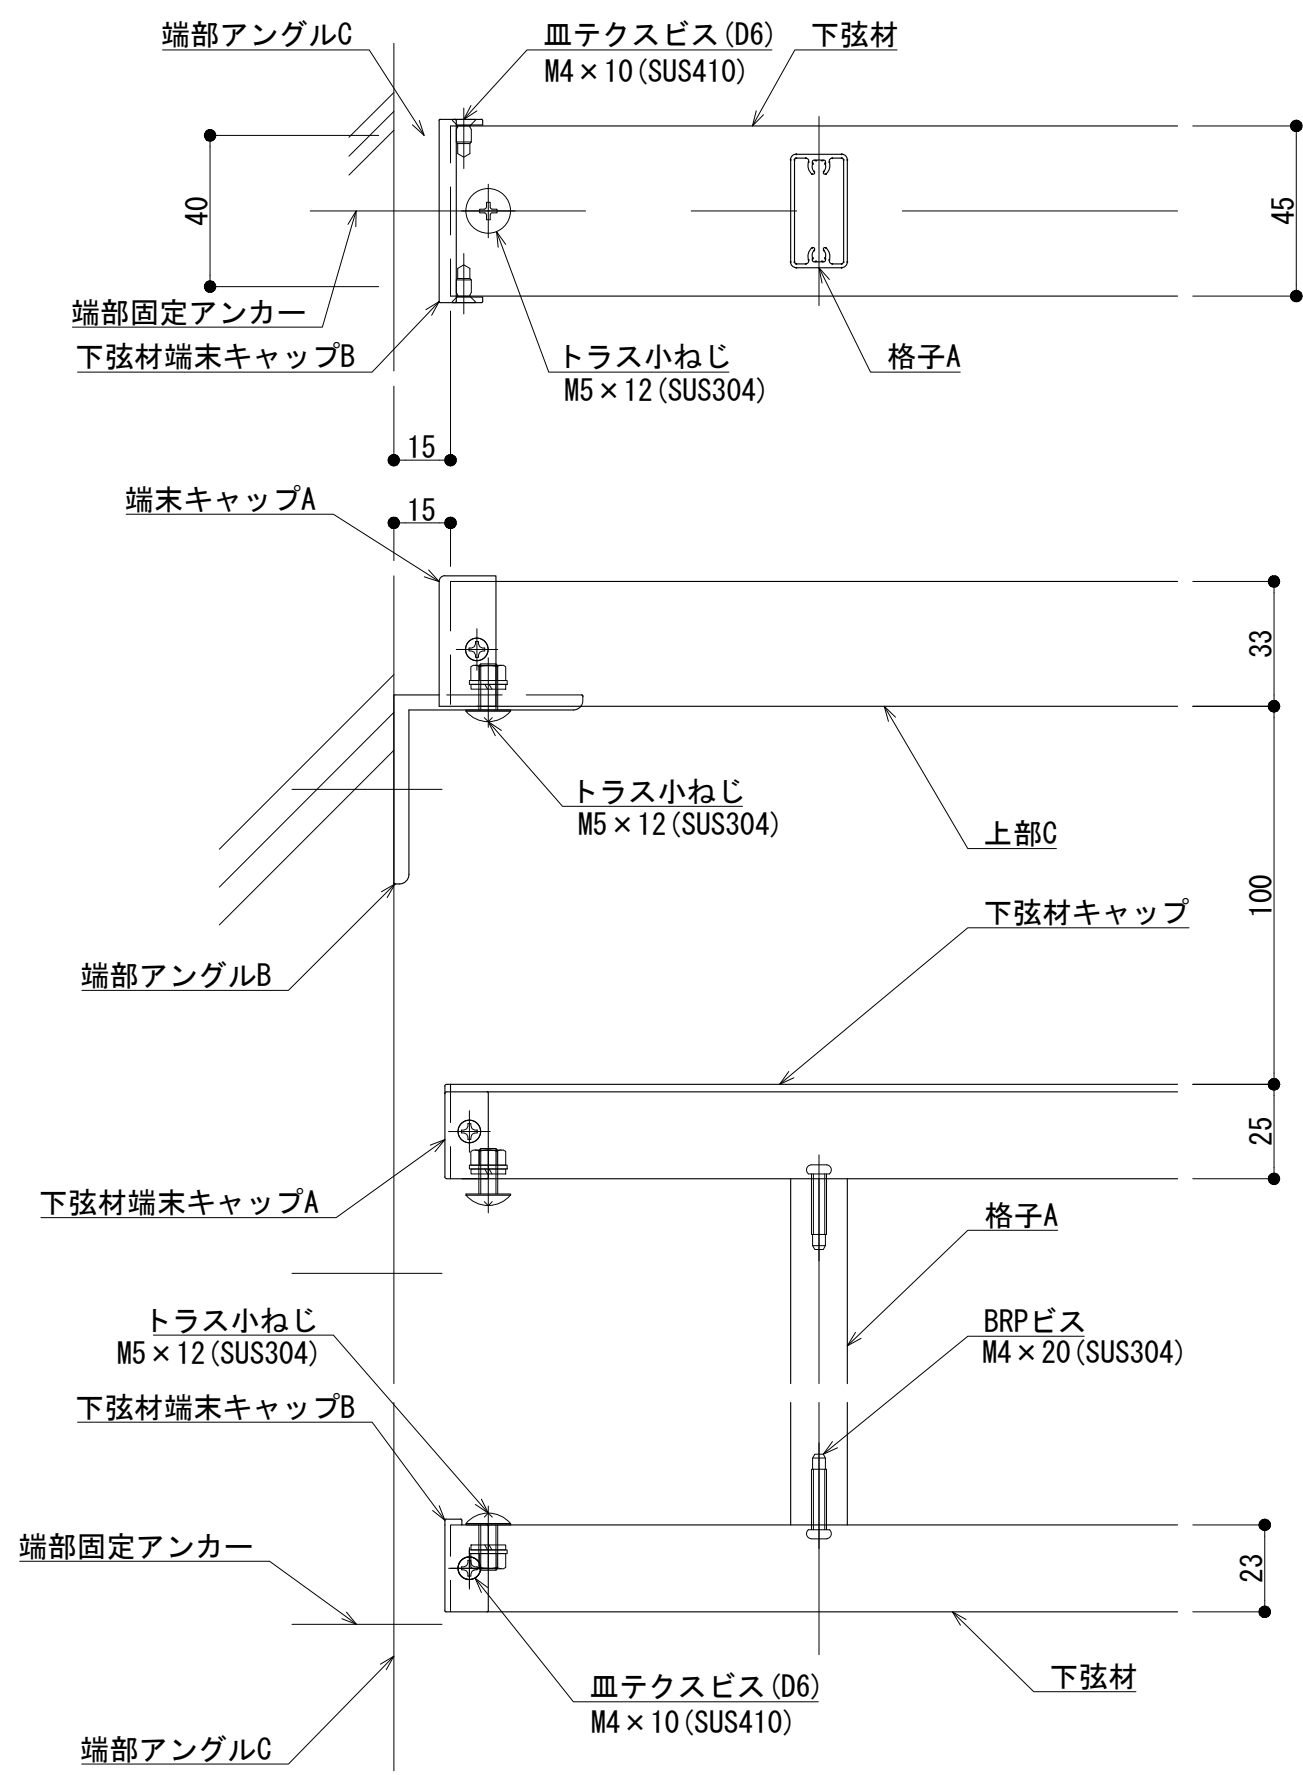 端部アングルC
皿テクスビス(D6)
M4×10(SUS410)
下弦材
40
45
端部固定アンカー
下弦材端末キャップB
トラス小ねじ
M5×12(SUS304)
格子A
15
端末キャップA
15
33
トラス小ねじ
M5×12(SUS304)
上部C
100
下弦材キャップ
端部アングルB
25
下弦材端末キャップA
格子A
トラス小ねじ
M5×12(SUS304)
BRPビス
M4×20(SUS304)
下弦材端末キャップB
端部固定アンカー
23
皿テクスビス(D6)
M4×10(SUS410)
下弦材
端部アングルC